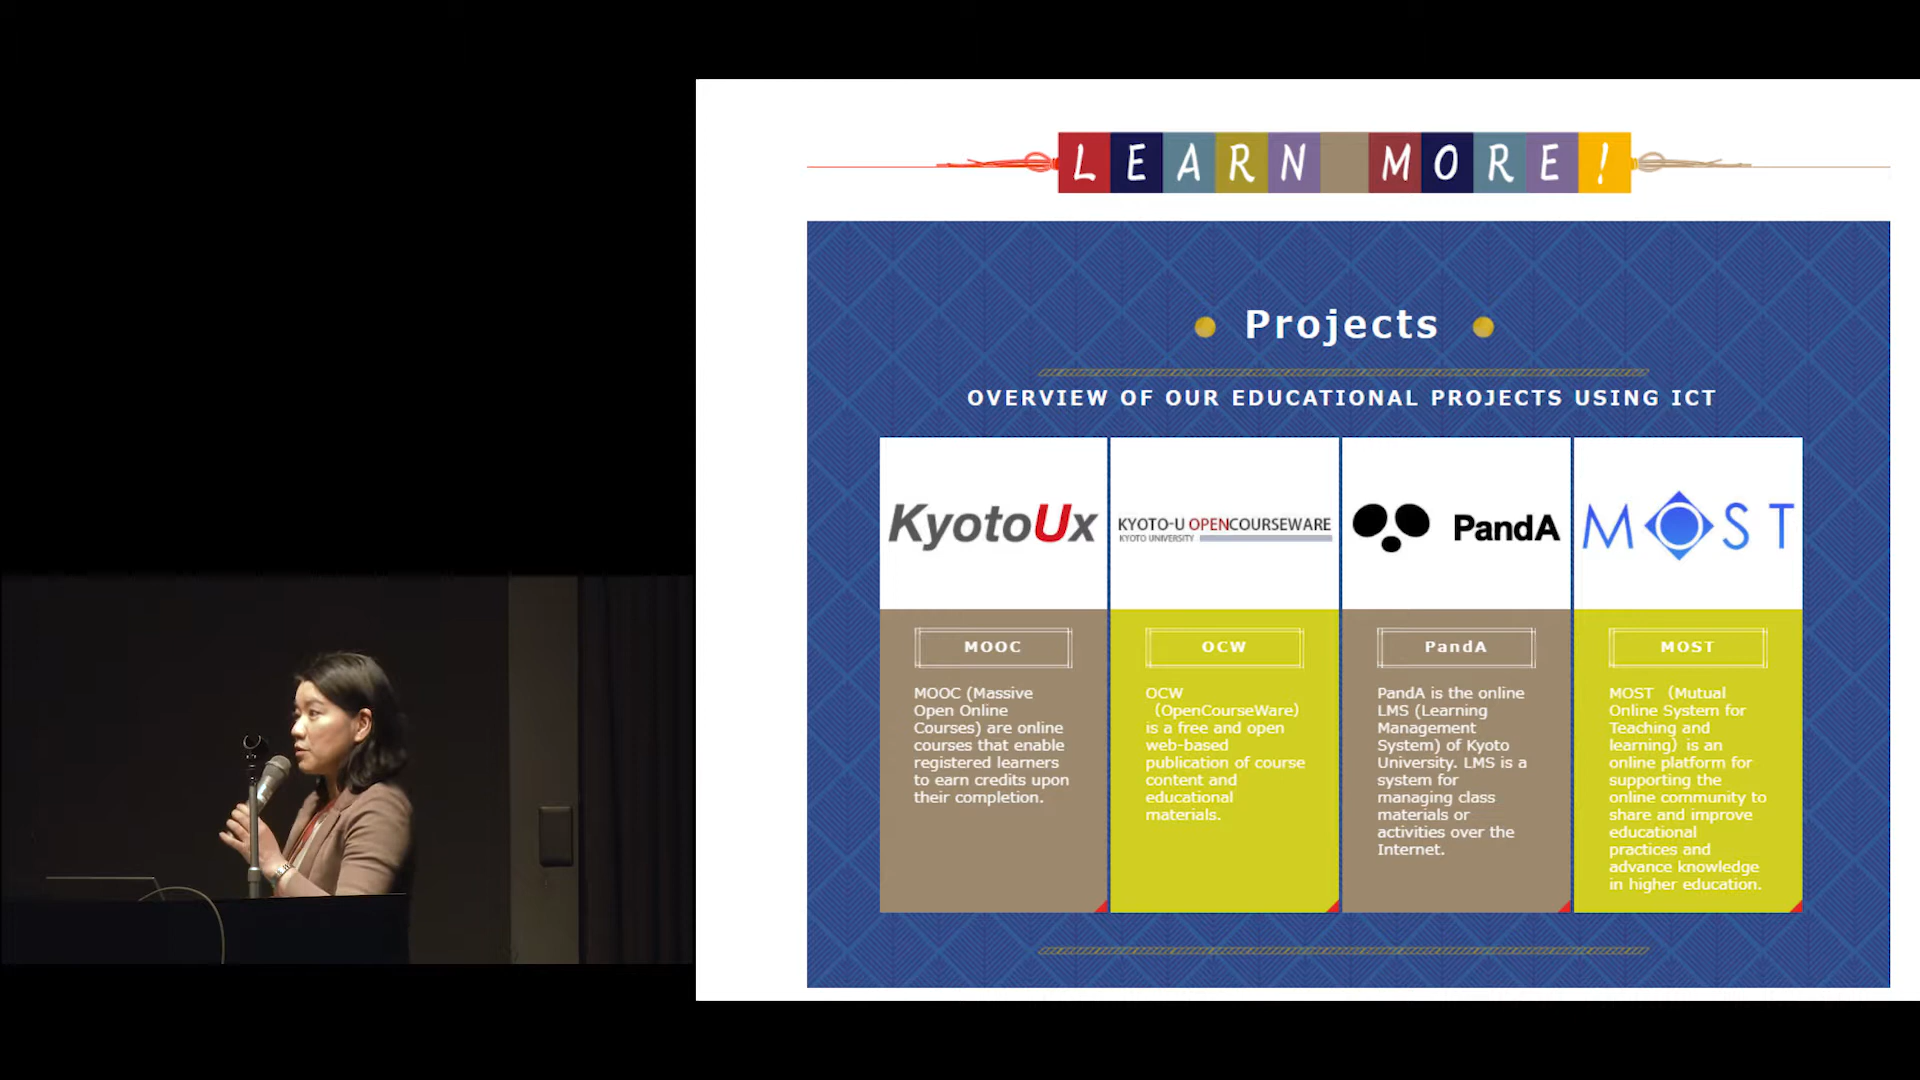 LEARN MORE!
Projects
OVERVIEW OF OUR EDUCATIONAL PROJECTS USING ICT
KyotoUx
KYOTO-U OPENCOURSEWARE
KYOTO UNIVERSITY
PandA
MOST
MOOC
MOOC (Massive
Open Online
Courses) are online
courses that enable
registered learners
to earn credits upon
their completion.
OCW
OCW
（OpenCourseWare）
is a free and open
web-based
publication of course
content and
educational
materials.
PandA
PandA is the online
LMS (Learning
Management
System) of Kyoto
University. LMS is a
system for
managing class
materials or
activities over the
Internet.
MOST
MOST （Mutual
Online System for
Teaching and
learning）is an
online platform for
supporting the
online community to
share and improve
educational
practices and
advance knowledge
in higher education.